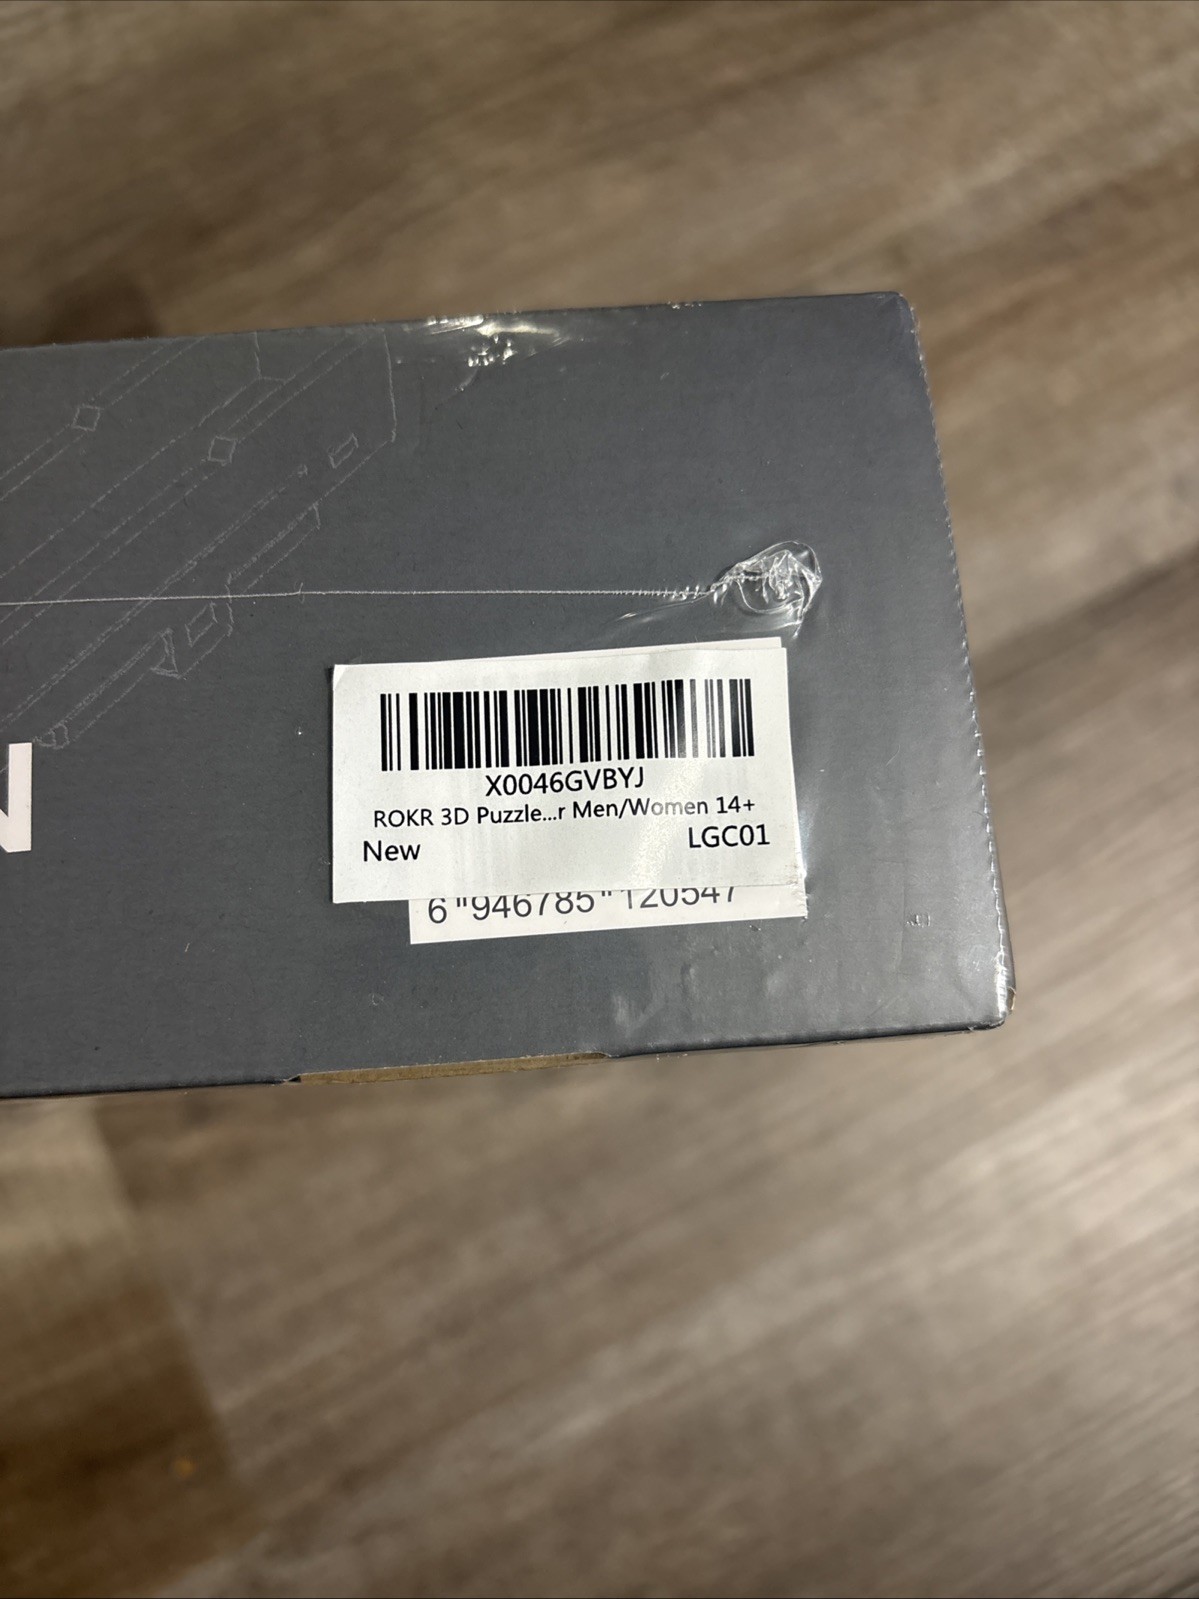 N
X0046GVBYJ
ROKR 3D Puzzle...r Men/Women 14+
New LGC01
6 "946785" 120547